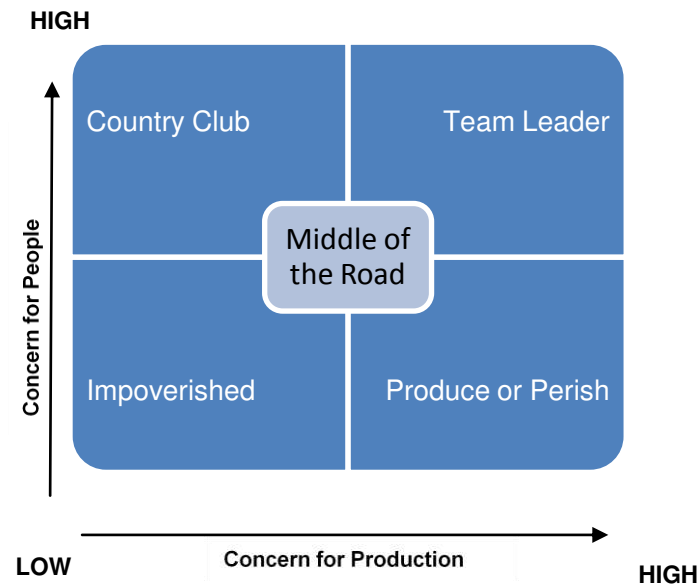 HIGH
Country Club
Team Leader
Concern for People
Middle of
the Road
Impoverished
Produce or Perish
LOW
Concern for Production
HIGH